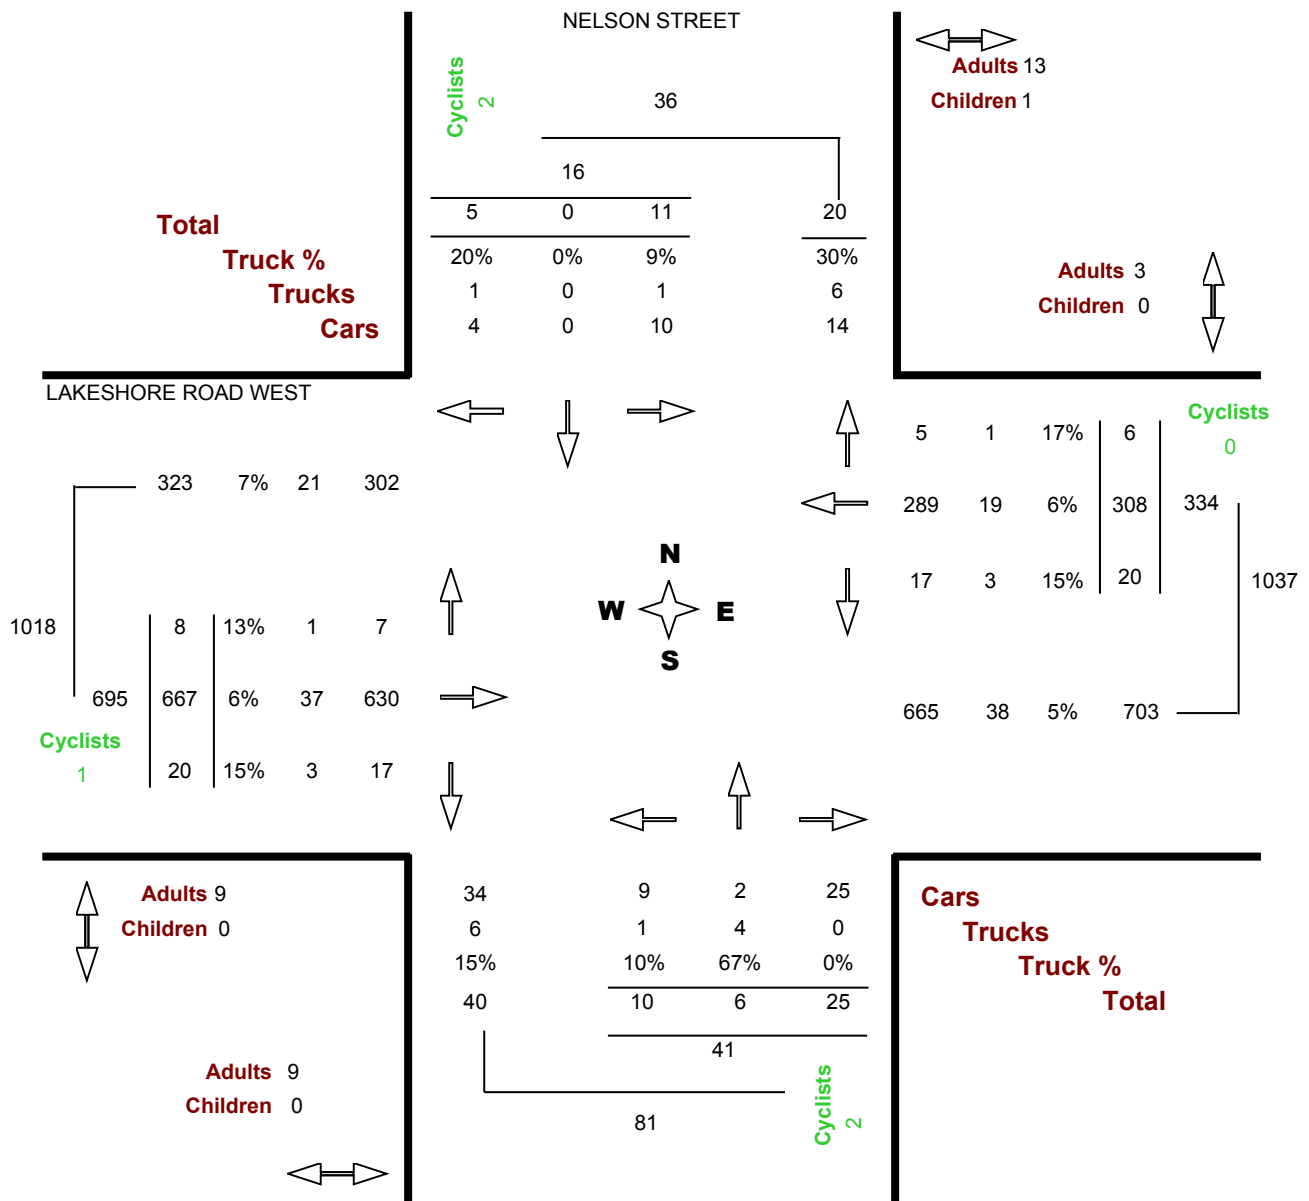 NELSON STREET
Cyclists
2
36
Adults 13
Children 1
16
Total
5 0 11 20
Truck %
20% 0% 9% 30%
Trucks
1 0 1 6
Cars
4 0 10 14
Adults 3
Children 0
LAKESHORE ROAD WEST
Cyclists
0
5 1 17% 6
323 7% 21 302
289 19 6% 308 334
N
W E
S
17 3 15% 20
1037
1018
8 13% 1 7
695 667 6% 37 630
665 38 5% 703
Cyclists
1
20 15% 3 17
Adults 9
Children 0
34 9 2 25
6 1 4 0
15% 10% 67% 0%
40 10 6 25
Cars
Trucks
Truck %
Total
41
Adults 9
Children 0
81
Cyclists
2